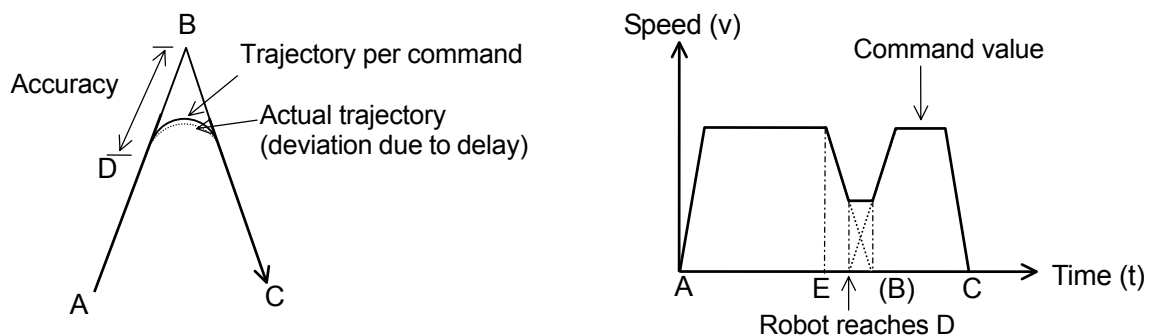 B
Trajectory per command
Accuracy
Actual trajectory
(deviation due to delay)
D
A
C
Speed (v)
Command value
A
E
(B)
C
Time (t)
Robot reaches D